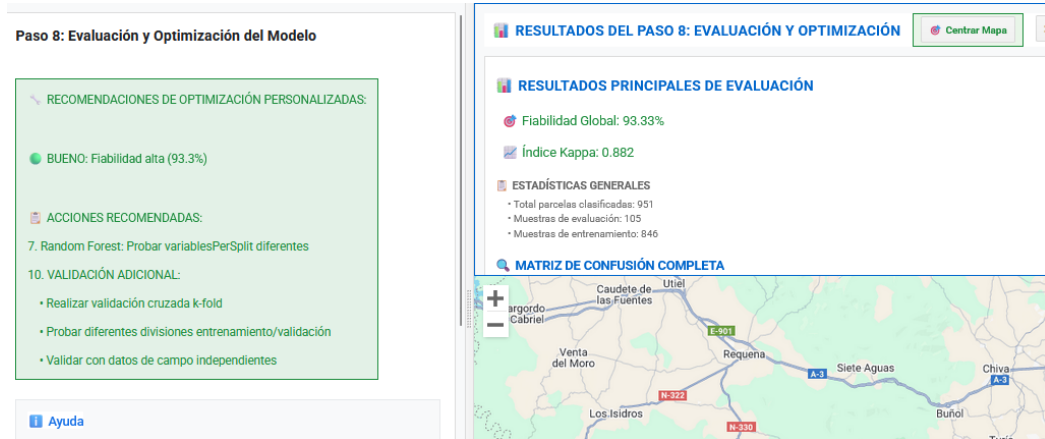 Paso 8: Evaluación y Optimización del Modelo
RECOMENDACIONES DE OPTIMIZACIÓN PERSONALIZADAS:
BUENO: Fiabilidad alta (93.3%)
ACCIONES RECOMENDADAS:
7. Random Forest: Probar variablesPerSplit diferentes
10. VALIDACIÓN ADICIONAL:
• Realizar validación cruzada k-fold
• Probar diferentes divisiones entrenamiento/validación
• Validar con datos de campo independientes
Ayuda
RESULTADOS DEL PASO 8: EVALUACIÓN Y OPTIMIZACIÓN
Centrar Mapa
RESULTADOS PRINCIPALES DE EVALUACIÓN
Fiabilidad Global: 93.33%
Índice Kappa: 0.882
ESTADÍSTICAS GENERALES
• Total parcelas clasificadas: 951
• Muestras de evaluación: 105
• Muestras de entrenamiento: 846
MATRIZ DE CONFUSIÓN COMPLETA
+
−
Caudete de
las Fuentes
Utiel
argordo
Cabriel
E-901
Venta
del Moro
Requena
A-3
Siete Aguas
Chiva
A-3
N-322
Los Isidros
N-330
Buñol